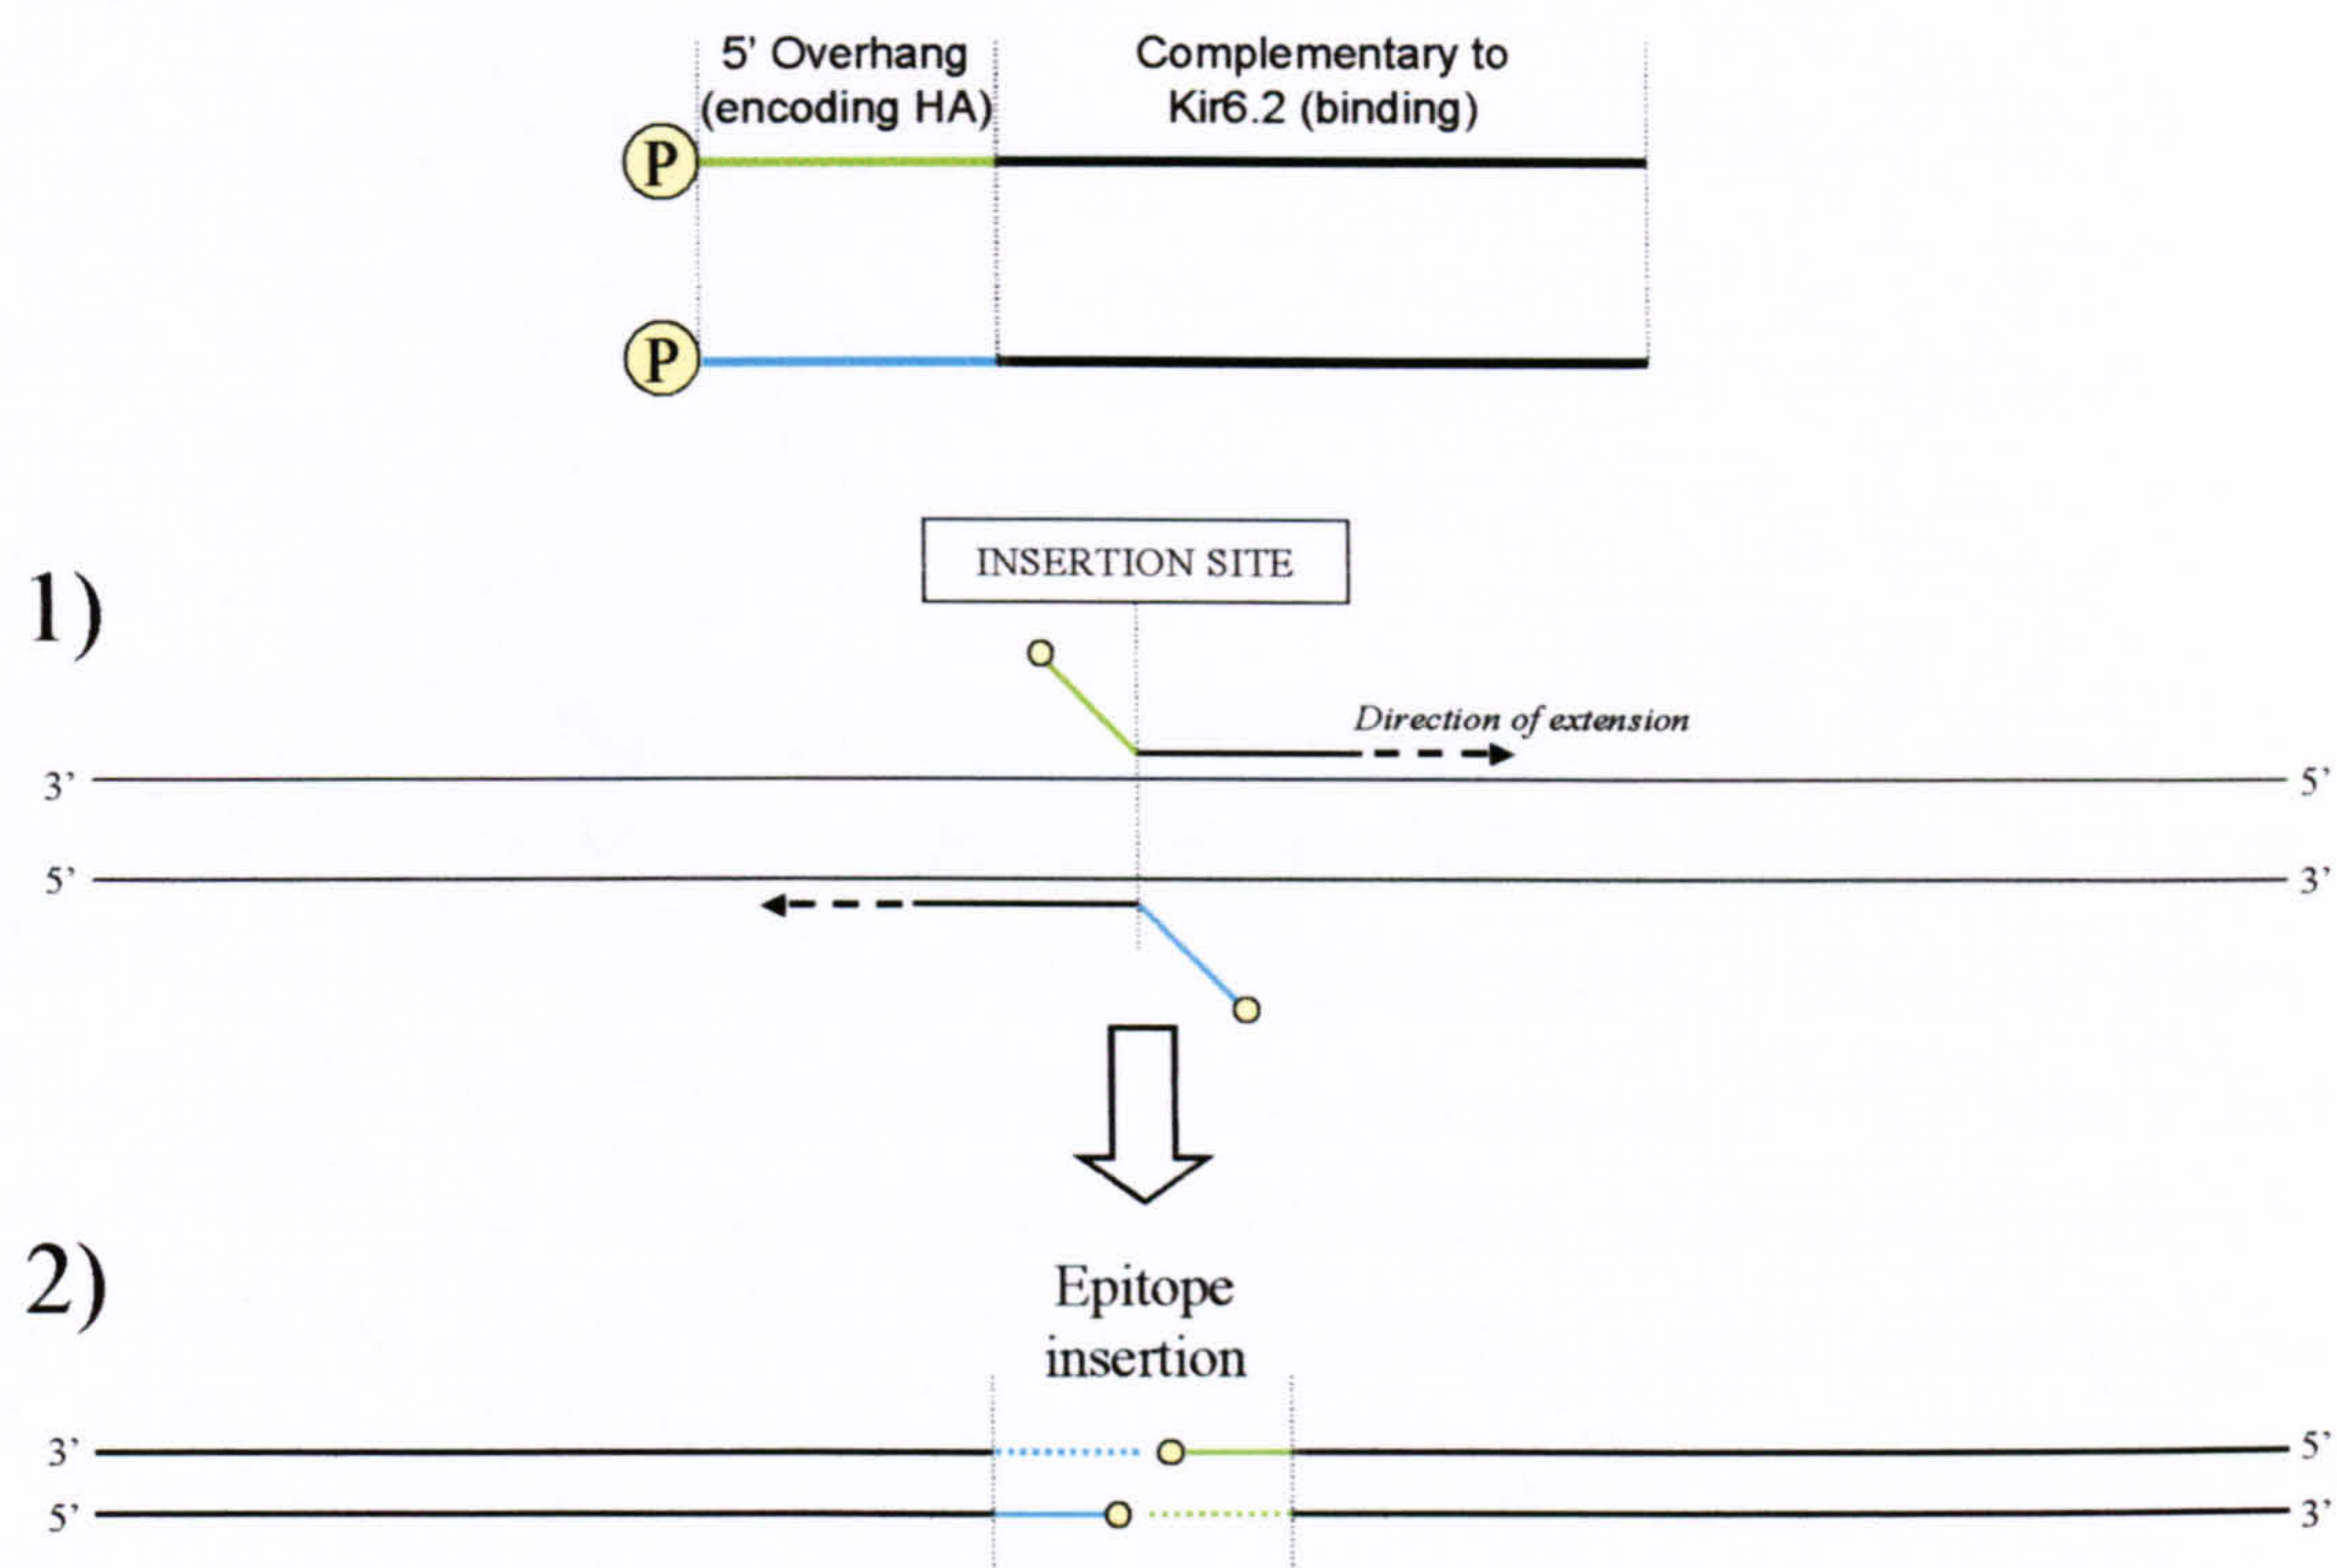 5' Overhang
(encoding HA)
Complementary to
Kir6.2 (binding)
P
P
INSERTION SITE
1)
Direction of extension
3' 5'
5' 3'
2)
Epitope
insertion
3' 5'
5' 3'